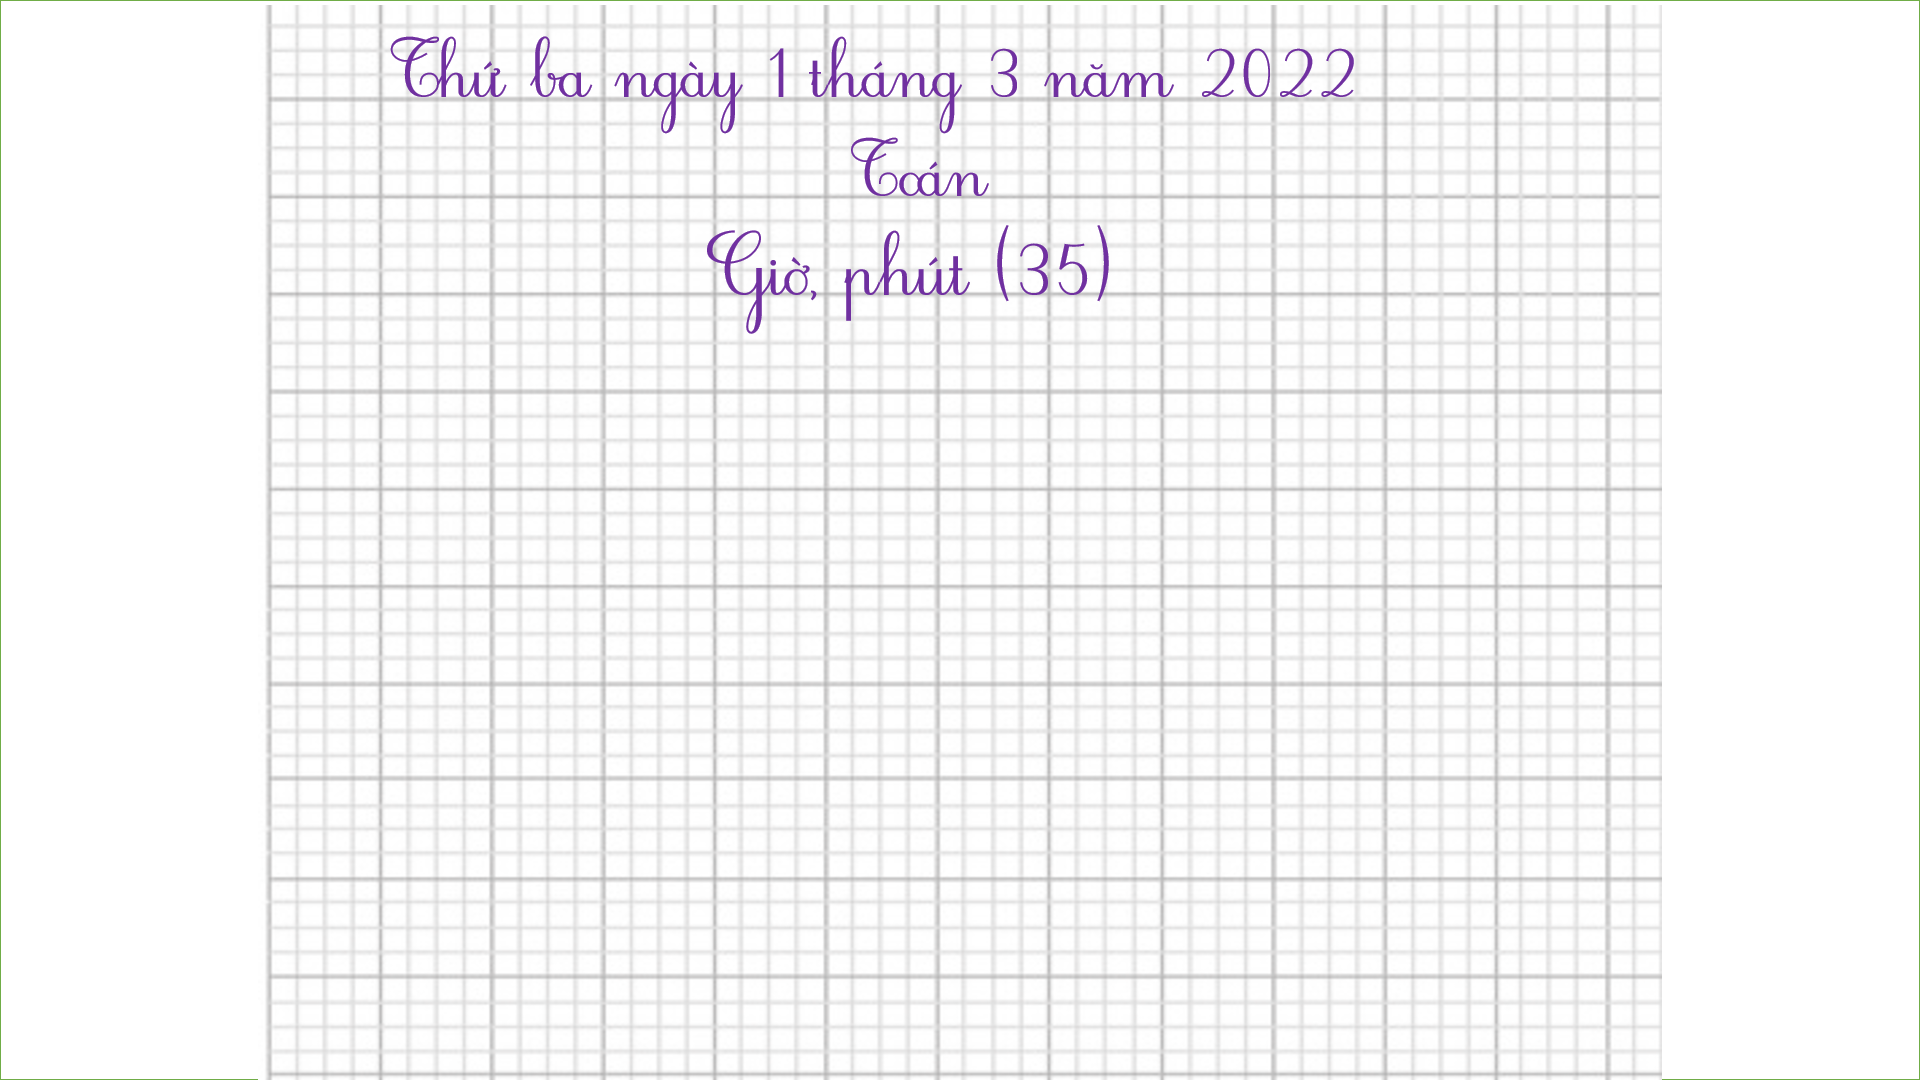 Thứ ba ngày 1 tháng 3 năm 2022
Toán
Giờ, phút (35)